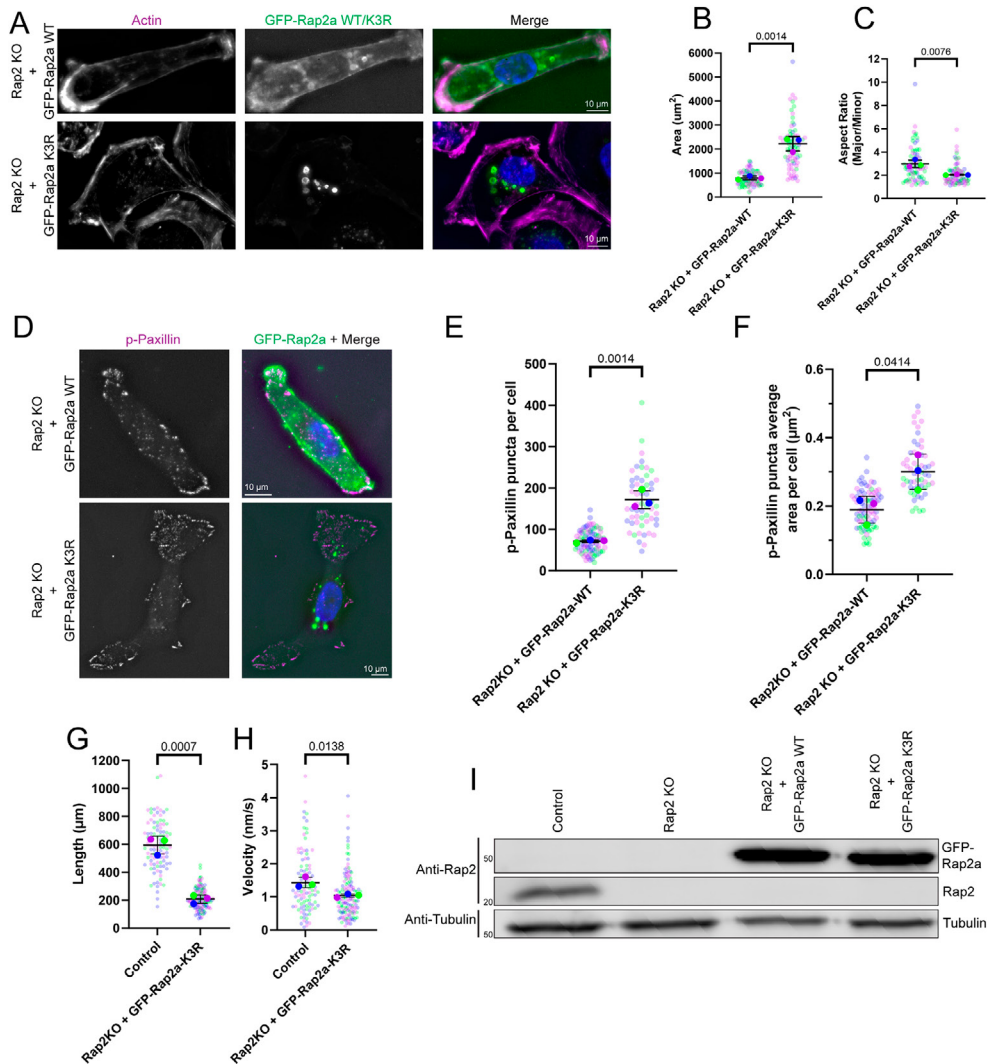 A
Actin
GFP-Rap2a WT/K3R
Merge
Rap2 KO
+
GFP-Rap2a WT
10 µm
Rap2 KO
+
GFP-Rap2a K3R
10 µm
B
0.0014
Area (um²)
6000
5000
4000
3000
2000
1000
0
Rap2 KO + GFP-Rap2a-WT
Rap2 KO + GFP-Rap2a-K3R
C
0.0076
Aspect Ratio
(Major/Minor)
12
10
8
6
4
2
0
Rap2 KO + GFP-Rap2a-WT
Rap2 KO + GFP-Rap2a-K3R
D
p-Paxillin
GFP-Rap2a + Merge
Rap2 KO
+
GFP-Rap2a WT
10 µm
Rap2 KO
+
GFP-Rap2a K3R
10 µm
E
0.0014
p-Paxillin puncta per cell
500
400
300
200
100
0
Rap2KO + GFP-Rap2a-WT
Rap2 KO + GFP-Rap2a-K3R
F
0.0414
p-Paxillin puncta average
area per cell (µm²)
0.6
0.4
0.2
0.0
Rap2KO + GFP-Rap2a-WT
Rap2 KO + GFP-Rap2a-K3R
G
0.0007
Length (µm)
1200
1000
800
600
400
200
0
Control
Rap2KO + GFP-Rap2a-K3R
H
0.0138
Velocity (nm/s)
5
4
3
2
1
0
Control
Rap2KO + GFP-Rap2a-K3R
I
Control
Rap2 KO
Rap2 KO
+
GFP-Rap2a WT
Rap2 KO
+
GFP-Rap2a K3R
Anti-Rap2
50
GFP-
Rap2a
20
Rap2
Anti-Tubulin
50
Tubulin